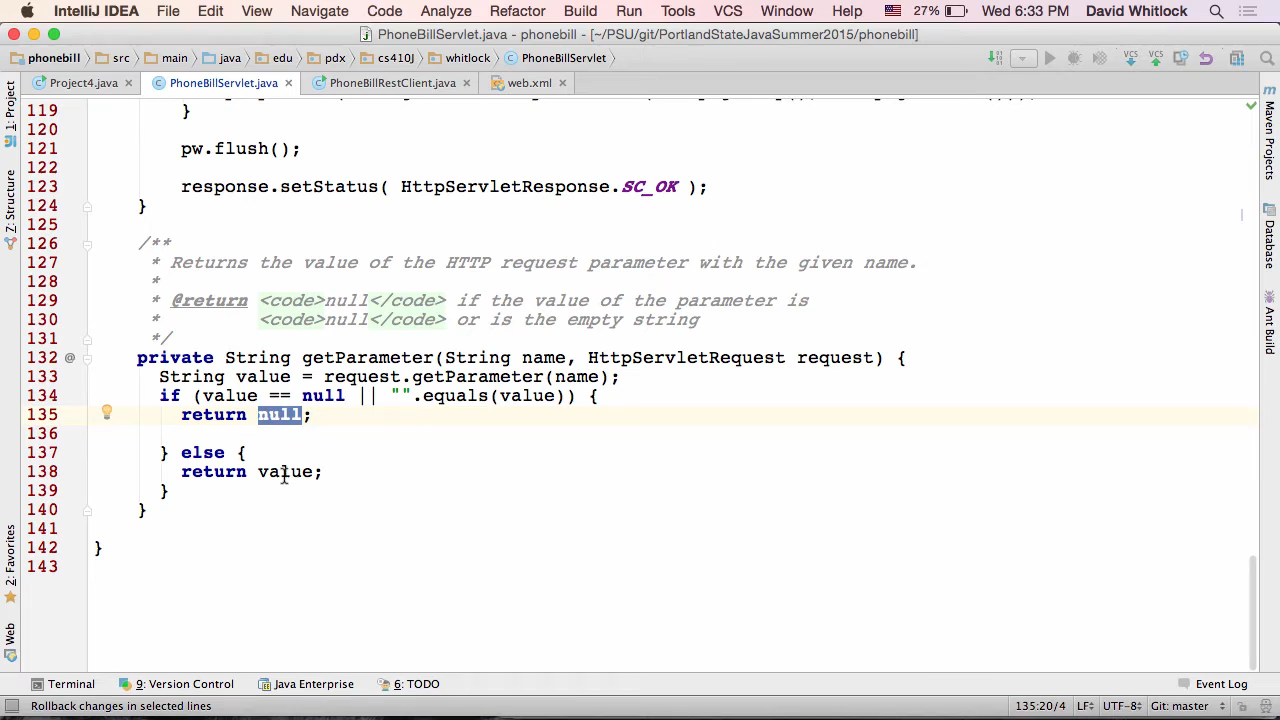 IntelliJ IDEA File Edit View Navigate Code Analyze Refactor Build Run Tools VCS Window Help 27% Wed 6:33 PM David Whitlock
PhoneBillServlet.java - phonebill - [~/PSU/git/PortlandStateJavaSummer2015/phonebill]
phonebill src main java edu pdx cs410J whitlock PhoneBillServlet VCS VCS
Project4.java PhoneBillServlet.java PhoneBillRestClient.java web.xml
1: Project
Z: Structure
2: Favorites
Web
119 }
120
121 pw.flush();
122
123 response.setStatus( HttpServletResponse.SC_OK );
124 }
125
126 /**
127 * Returns the value of the HTTP request parameter with the given name.
128 *
129 * @return <code>null</code> if the value of the parameter is
130 * <code>null</code> or is the empty string
131 */
132 @ private String getParameter(String name, HttpServletRequest request) {
133 String value = request.getParameter(name);
134 if (value == null || "".equals(value)) {
135 return null;
136
137 } else {
138 return value;
139 }
140 }
141
142 }
143
m Maven Projects
Database
Ant Build
Terminal 9: Version Control Java Enterprise 6: TODO Event Log
Rollback changes in selected lines 135:20/4 LF UTF-8 Git: master